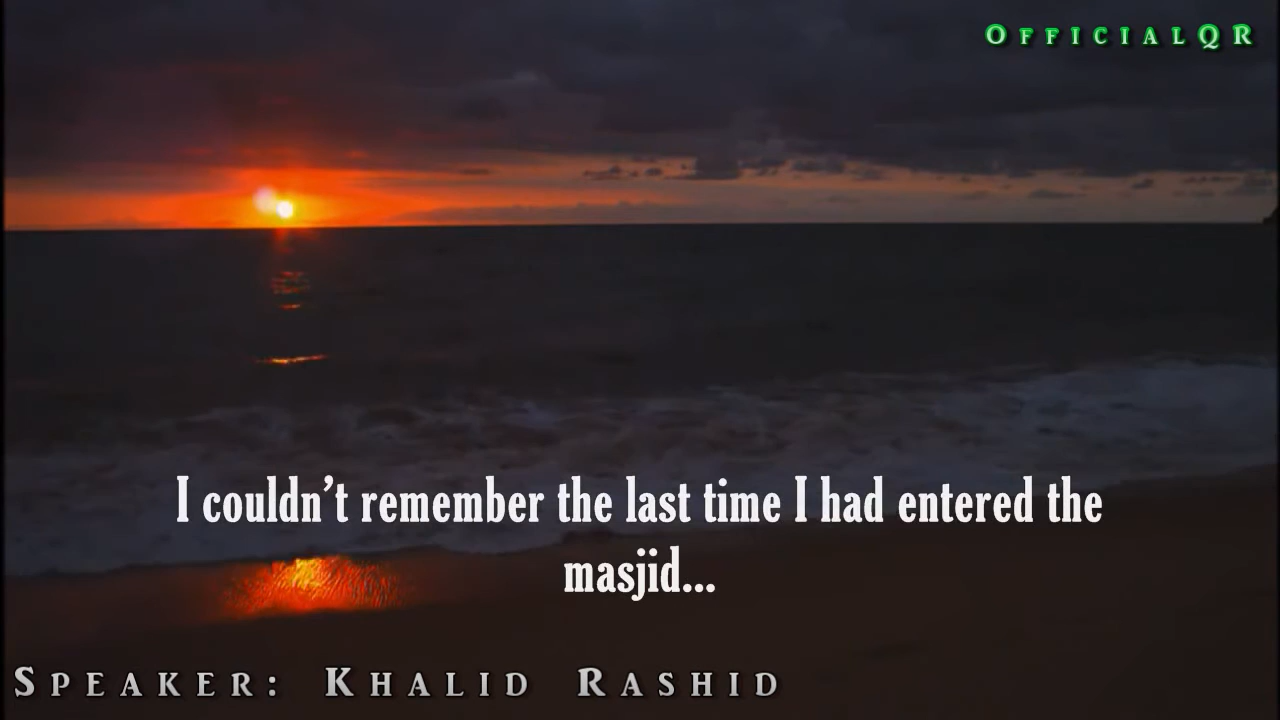 OFFICIALQR
I couldn't remember the last time I had entered the
masjid...
SPEAKER: KHALID RASHID